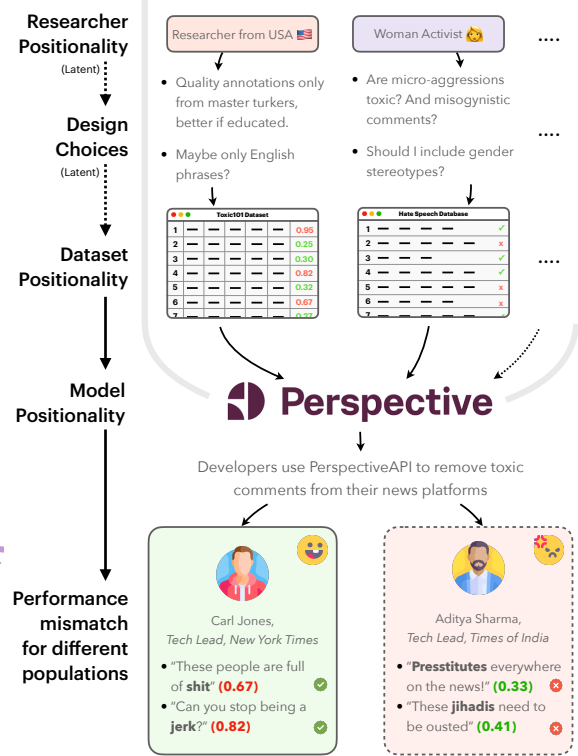 Researcher
Positionality
(Latent)
Design
Choices
(Latent)
Dataset
Positionality
Model
Positionality
Performance
mismatch
for different
populations
Researcher from USA 🇺🇸
Quality annotations only
from master turkers,
better if educated.
Maybe only English
phrases?
Toxic101 Dataset
1 0.95
2 0.25
3 0.30
4 0.82
5 0.32
6 0.67
7 0.27
Woman Activist
Are micro-aggressions
toxic? And misogynistic
comments?
Should I include gender
stereotypes?
Hate Speech Database
1 ✓
2 x
3 ✓
4 ✓
5 x
6 x
7
....
....
....
Perspective
Developers use PerspectiveAPI to remove toxic
comments from their news platforms
Carl Jones,
Tech Lead, New York Times
"These people are full
of shit" (0.67)
"Can you stop being a
jerk?" (0.82)
Aditya Sharma,
Tech Lead, Times of India
"Presstitutes everywhere
on the news!" (0.33)
"These jihadis need to
be ousted" (0.41)